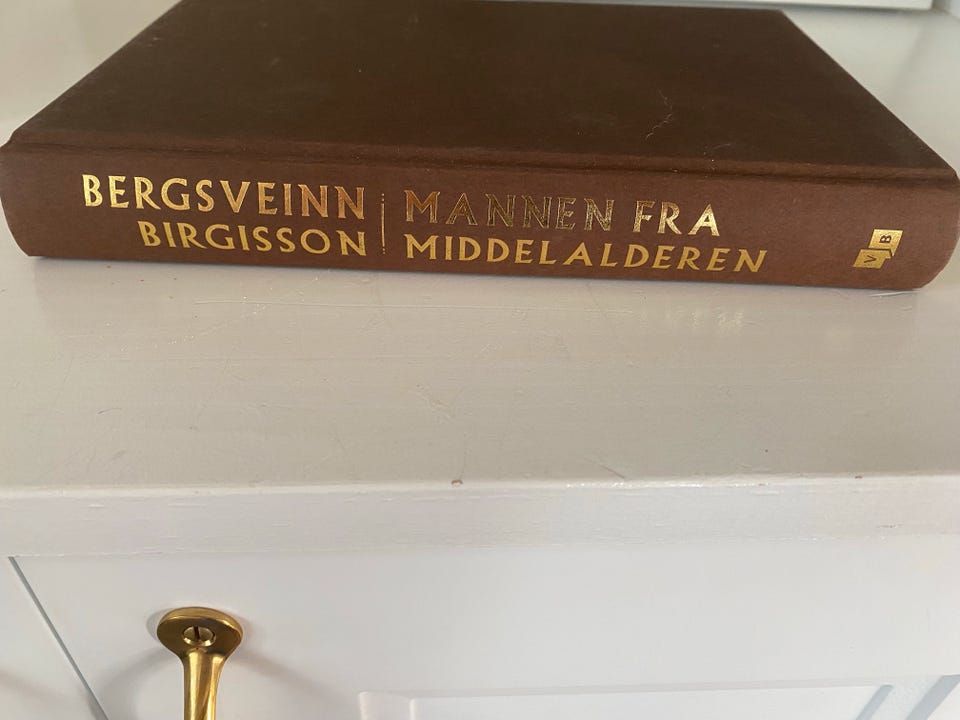 BERGSVEINN
BIRGISSON
MANNEN FRA
MIDDELALDEREN
VB